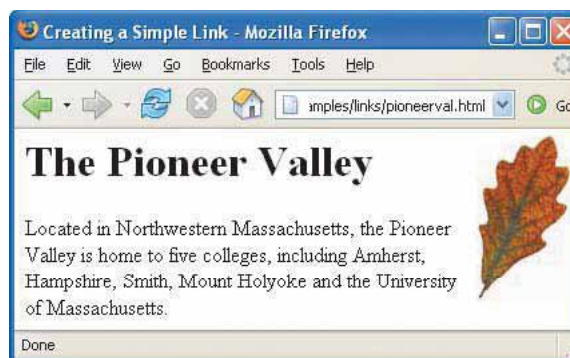 Creating a Simple Link - Mozilla Firefox
File Edit View Go Bookmarks Tools Help
mples/links/pioneerval.html Go
The Pioneer Valley
Located in Northwestern Massachusetts, the Pioneer
Valley is home to five colleges, including Amherst,
Hampshire, Smith, Mount Holyoke and the University
of Massachusetts.
Done